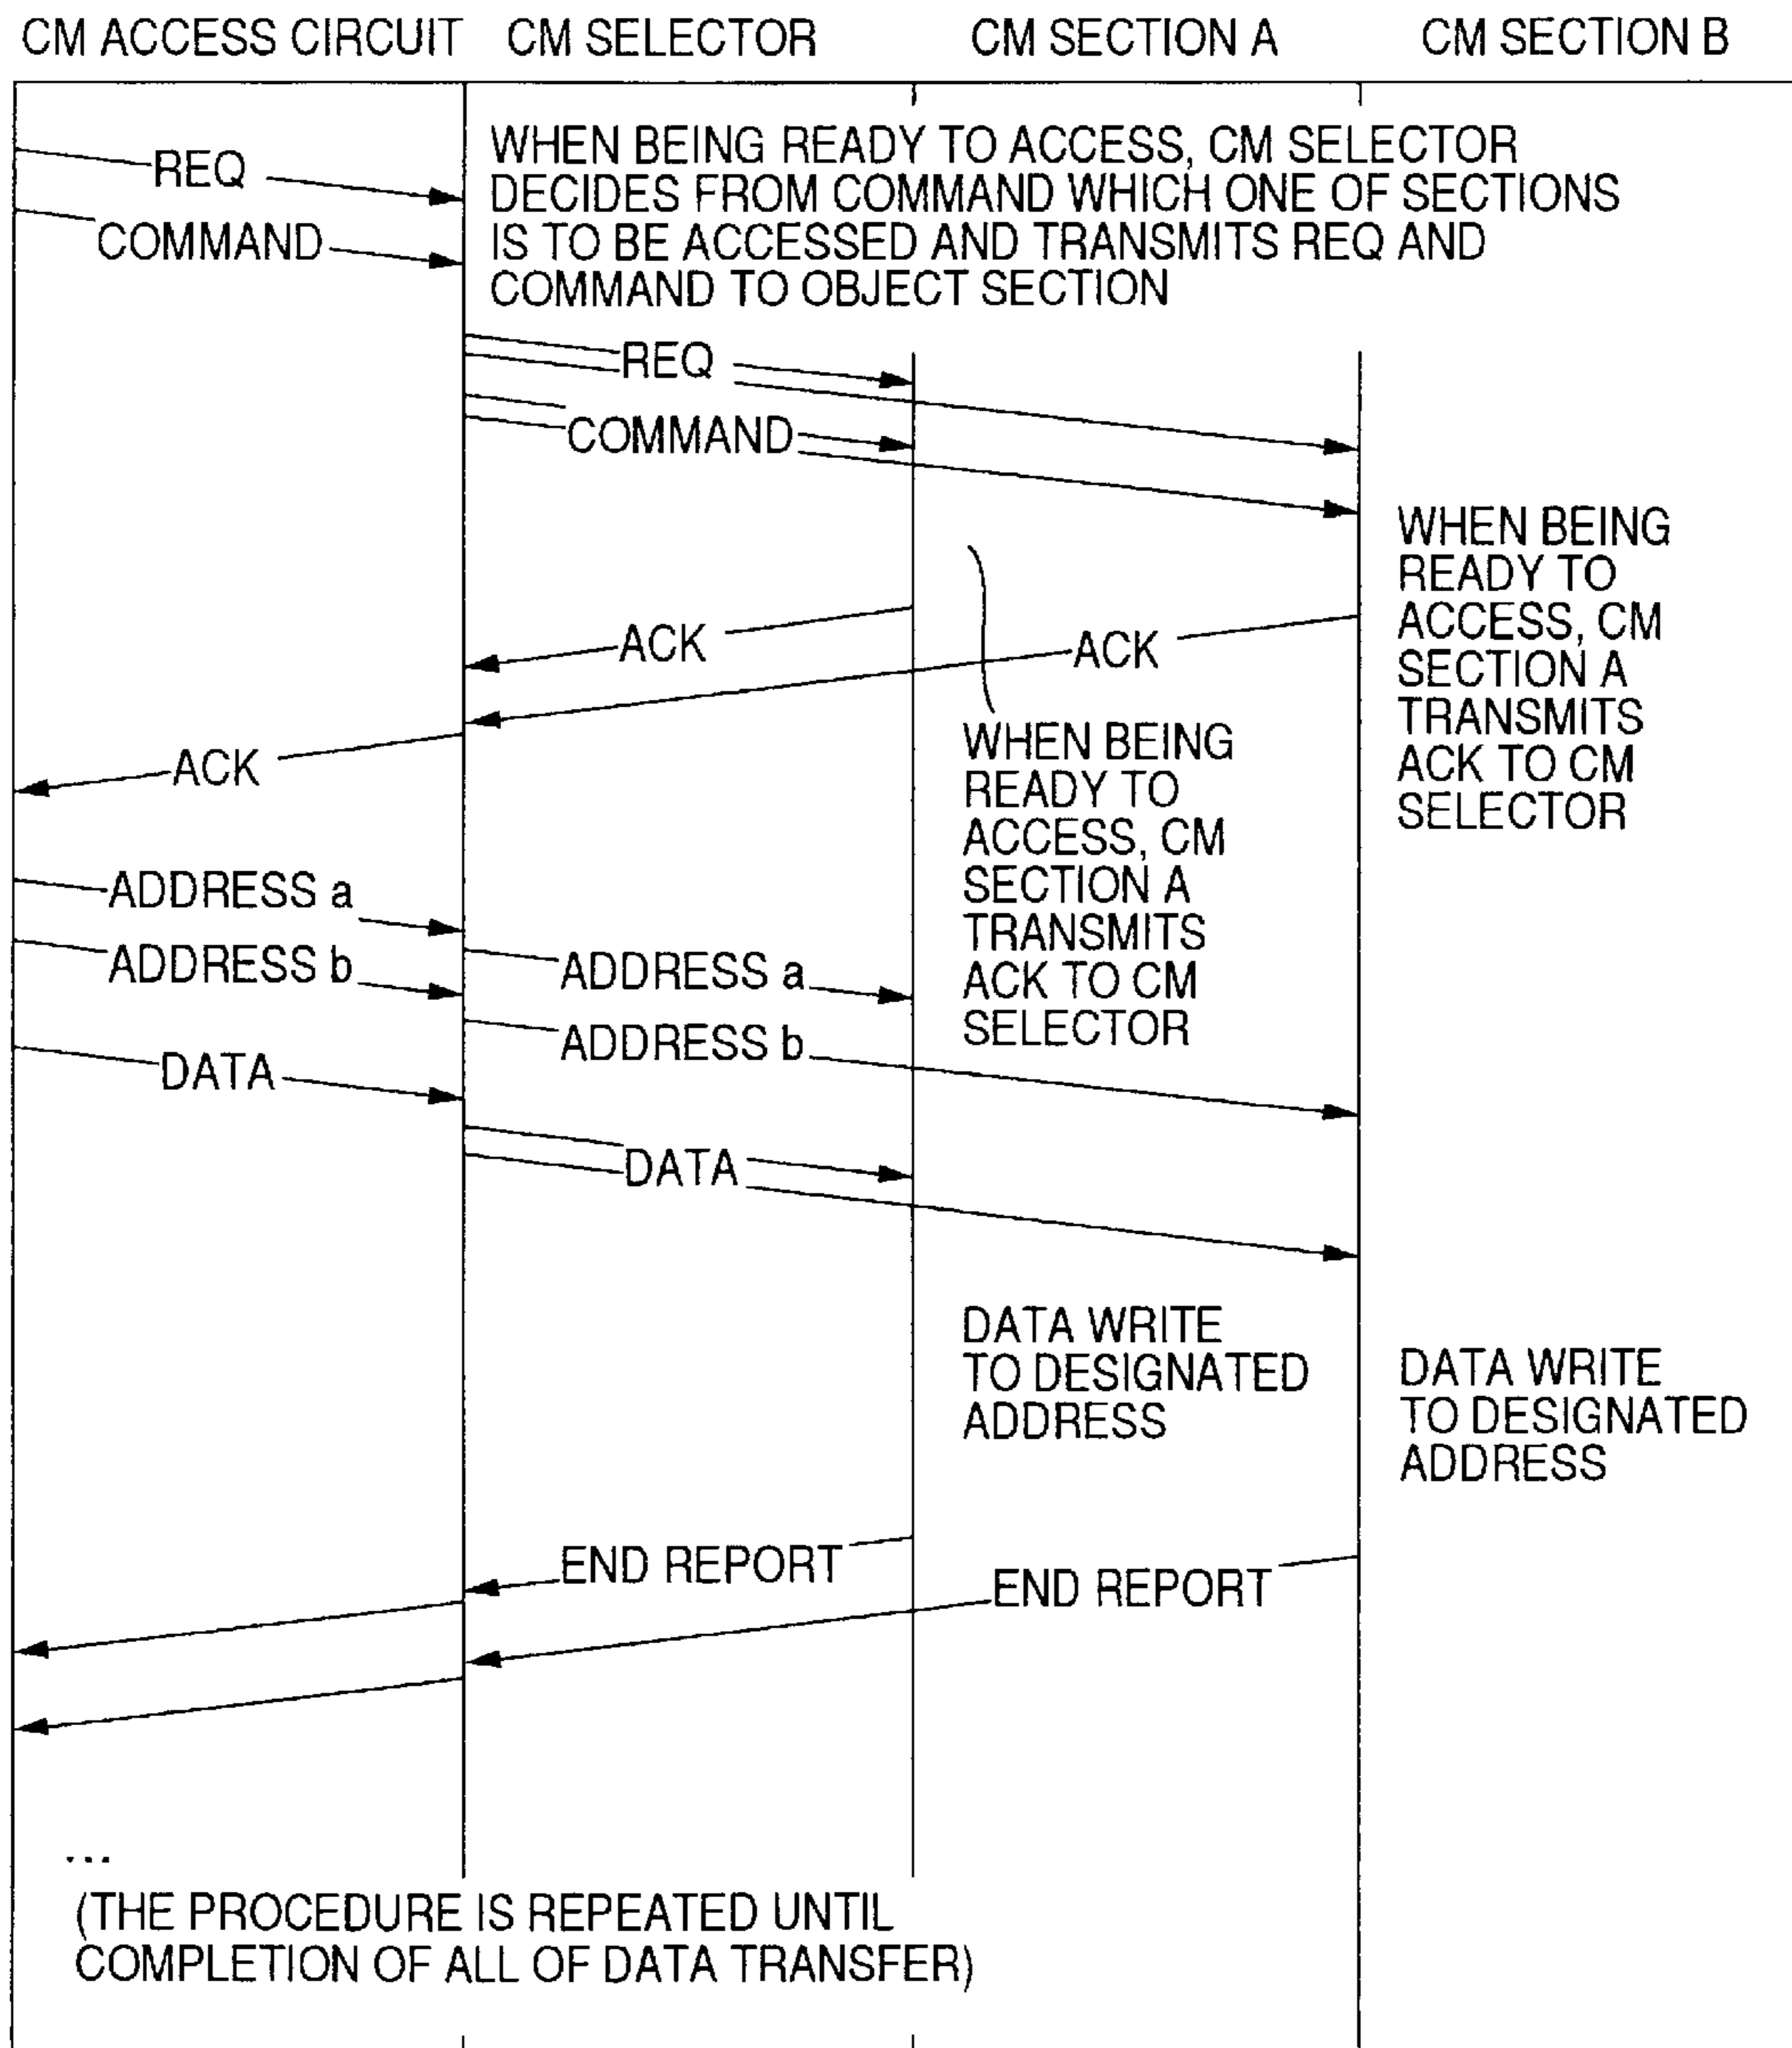 CM ACCESS CIRCUIT CM SELECTOR CM SECTION A CM SECTION B
REQ
COMMAND
WHEN BEING READY TO ACCESS, CM SELECTOR
DECIDES FROM COMMAND WHICH ONE OF SECTIONS
IS TO BE ACCESSED AND TRANSMITS REQ AND
COMMAND TO OBJECT SECTION
REQ
COMMAND
WHEN BEING
READY TO
ACCESS, CM
SECTION A
TRANSMITS
ACK TO CM
SELECTOR
ACK
ACK
ACK
WHEN BEING
READY TO
ACCESS, CM
SECTION A
TRANSMITS
ACK TO CM
SELECTOR
ADDRESS a
ADDRESS b
ADDRESS a
ADDRESS b
DATA
DATA
DATA WRITE
TO DESIGNATED
ADDRESS
DATA WRITE
TO DESIGNATED
ADDRESS
END REPORT
END REPORT
...
(THE PROCEDURE IS REPEATED UNTIL
COMPLETION OF ALL OF DATA TRANSFER)